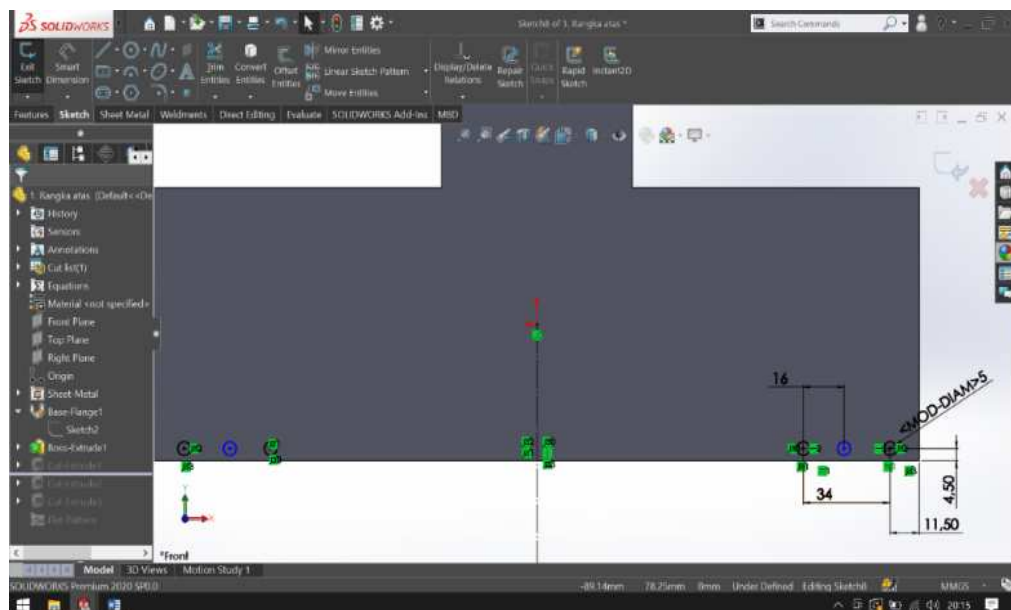 SOLIDWORKS
Sketch8 of 1. Rangka atas *
Search Commands
Exit Sketch
Smart Dimension
Trim Entities
Convert Entities
Offset Entities
Mirror Entities
Linear Sketch Pattern
Move Entities
Display/Delete Relations
Repair Sketch
Quick Snaps
Rapid Sketch
Instant2D
Features Sketch Sheet Metal Weldments Direct Editing Evaluate SOLIDWORKS Add-Ins MBD
1. Rangka atas (Default<<De
History
Sensors
Annotations
Cut list(1)
Equations
Material <not specified>
Front Plane
Top Plane
Right Plane
Origin
Sheet-Metal
Base-Flange1
Sketch2
Boss-Extrude1
Flat-Pattern
16
<MOD-DIAM>5
34
4,50
11,50
*Front
Model 3D Views Motion Study 1
SOLIDWORKS Premium 2020 SP0.0
-89.14mm 78.25mm 0mm Under Defined Editing Sketch8 MMGS
20:15